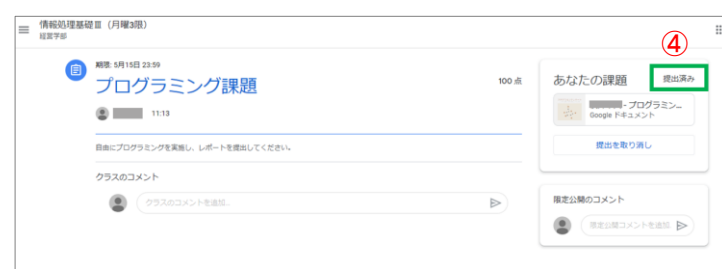 情報処理基礎Ⅲ（月曜3限）
経営学部
④
期限: 5月15日 23:59
プログラミング課題
100 点
11:13
自由にプログラミングを実施し、レポートを提出してください。
クラスのコメント
クラスのコメントを追加...
あなたの課題
提出済み
- プログラミン...
Google ドキュメント
提出を取り消し
限定公開のコメント
限定公開コメントを追加